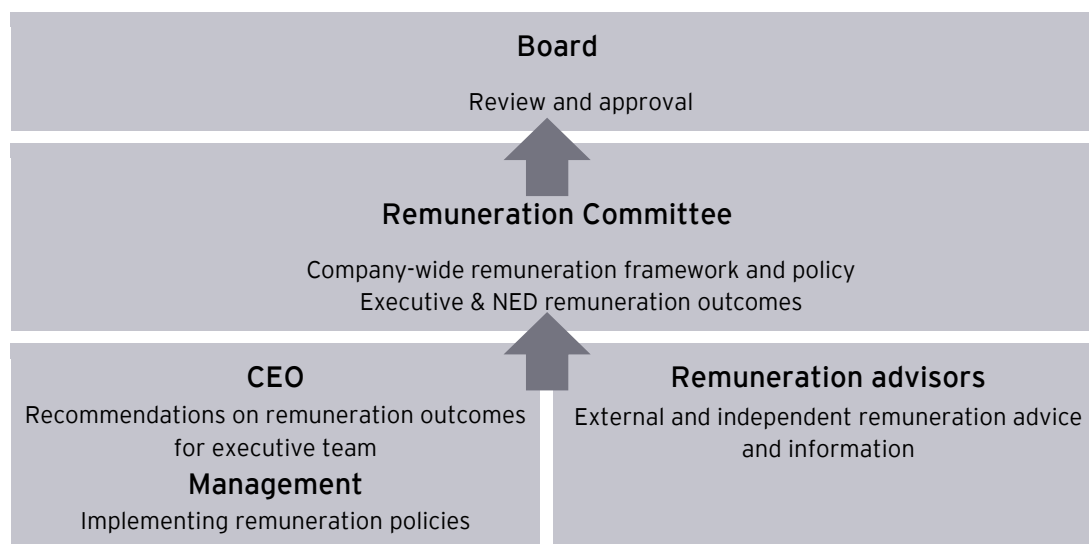 Board
Review and approval
Remuneration Committee
Company-wide remuneration framework and policy
Executive & NED remuneration outcomes
CEO
Recommendations on remuneration outcomes
for executive team
Management
Implementing remuneration policies
Remuneration advisors
External and independent remuneration advice
and information